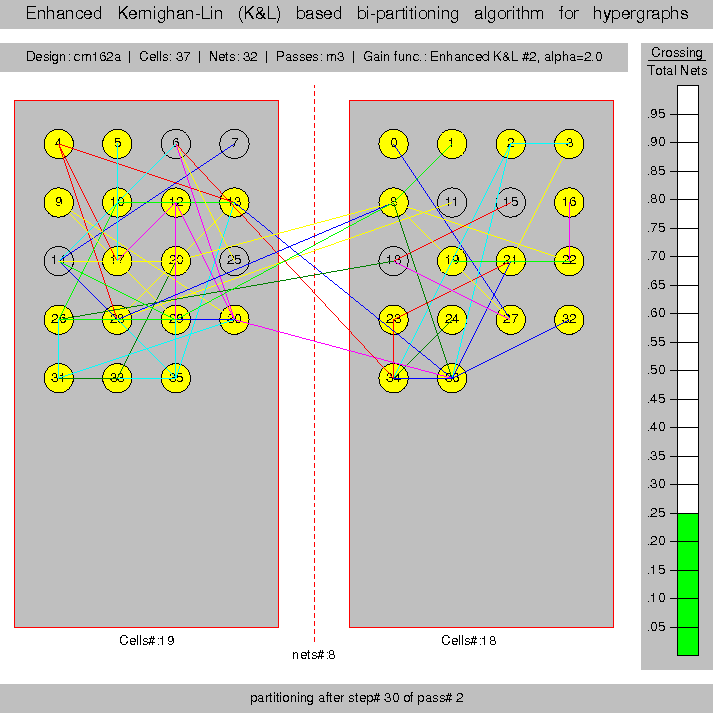 Enhanced Kernighan-Lin (K&L) based bi-partitioning algorithm for hypergraphs
Design: cm162a | Cells: 37 | Nets: 32 | Passes: m3 | Gain func.: Enhanced K&L #2, alpha=2.0
Crossing
Total Nets
4 5 6 7 0 1 2 3
9 10 12 13 8 11 15 16
14 17 20 25 18 19 21 22
26 28 29 30 23 24 27 32
31 33 35 34 36
.95
.90
.85
.80
.75
.70
.65
.60
.55
.50
.45
.40
.35
.30
.25
.20
.15
.10
.05
Cells#:19
Cells#:18
nets#:8
partitioning after step# 30 of pass# 2